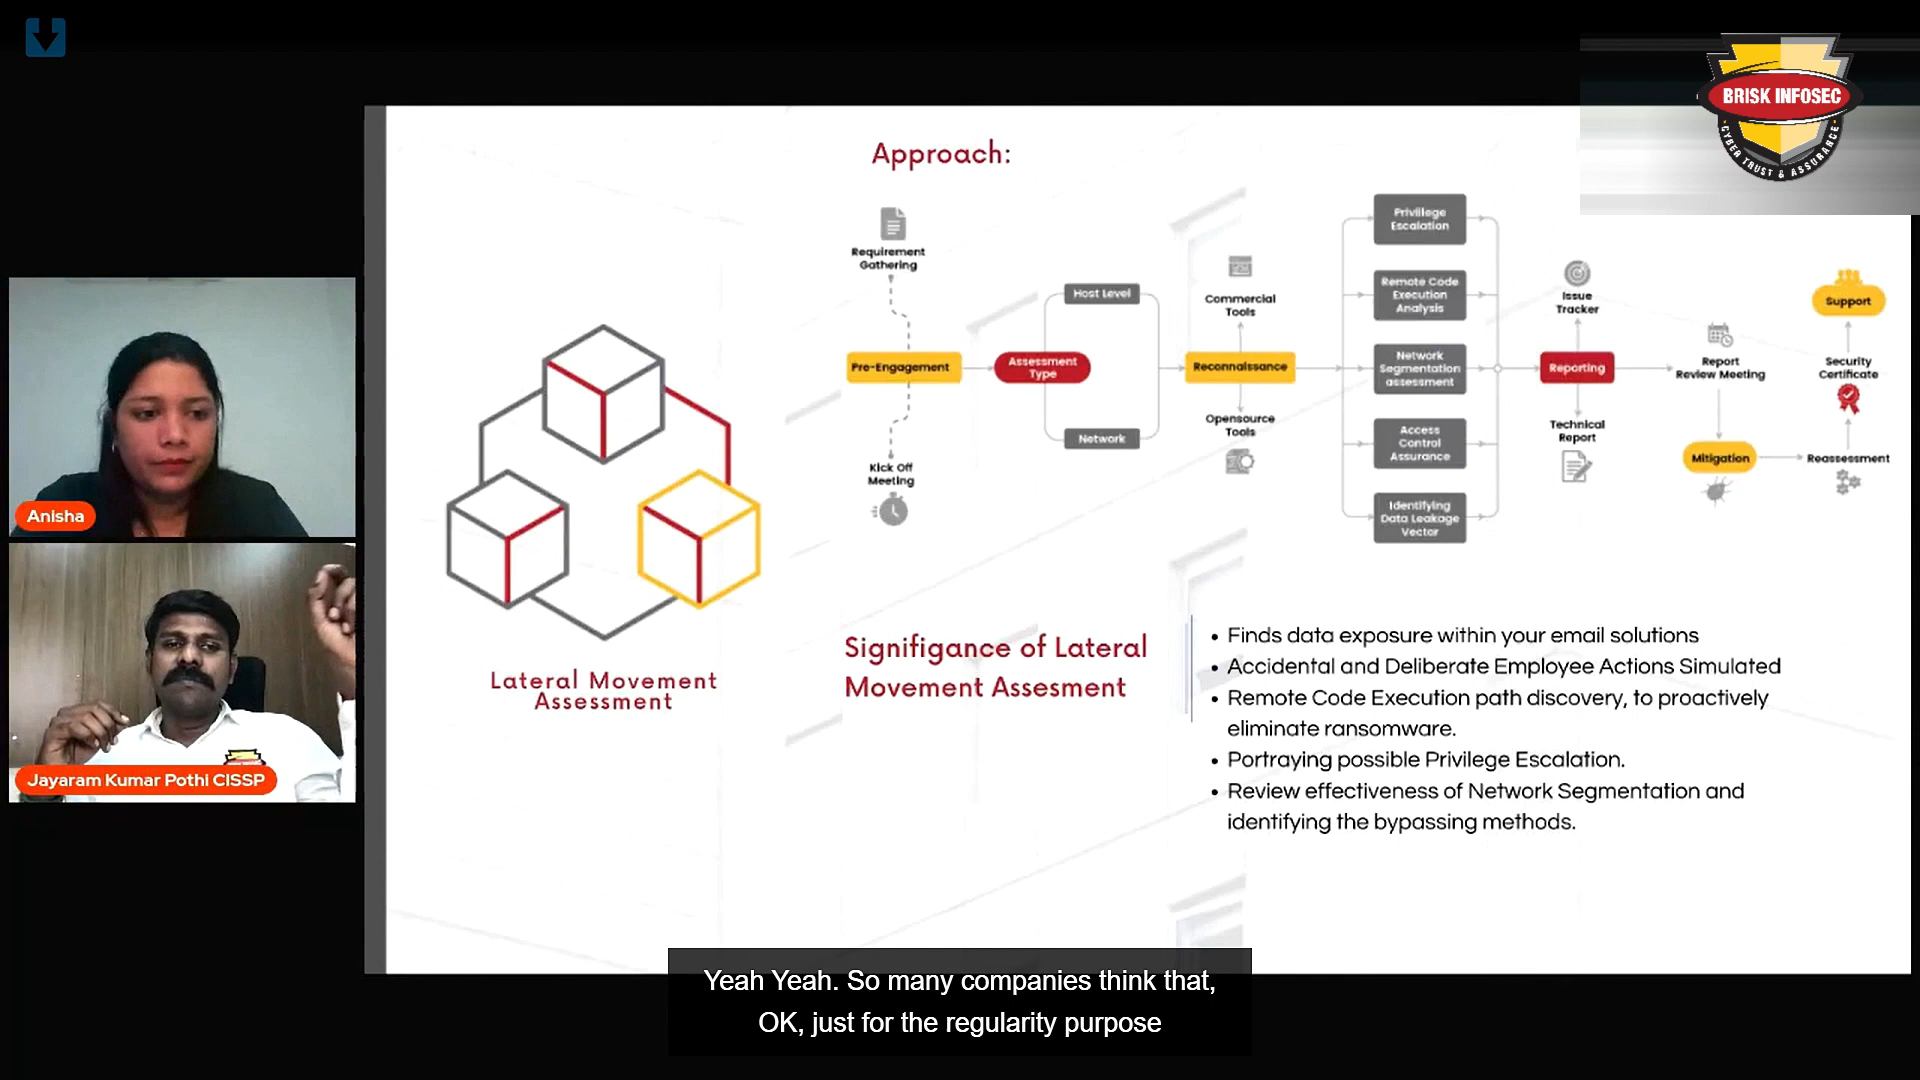 BRISK INFOSEC
CYBER TRUST & ASSURANCE
Approach:
Requirement
Gathering
Pre-Engagement
Kick Off
Meeting
Assessment
Type
Host Level
Network
Commercial
Tools
Reconnaissance
Opensource
Tools
Privilege
Escalation
Remote Code
Execution
Analysis
Network
Segmentation
assessment
Access
Control
Assurance
Identifying
Data Leakage
Vector
Issue
Tracker
Reporting
Technical
Report
Report
Review Meeting
Mitigation
Support
Security
Certificate
Reassessment
Anisha
Jayaram Kumar Pothi CISSP
Lateral Movement
Assessment
Signifigance of Lateral
Movement Assesment
• Finds data exposure within your email solutions
• Accidental and Deliberate Employee Actions Simulated
• Remote Code Execution path discovery, to proactively
eliminate ransomware.
• Portraying possible Privilege Escalation.
• Review effectiveness of Network Segmentation and
identifying the bypassing methods.
Yeah Yeah. So many companies think that,
OK, just for the regularity purpose